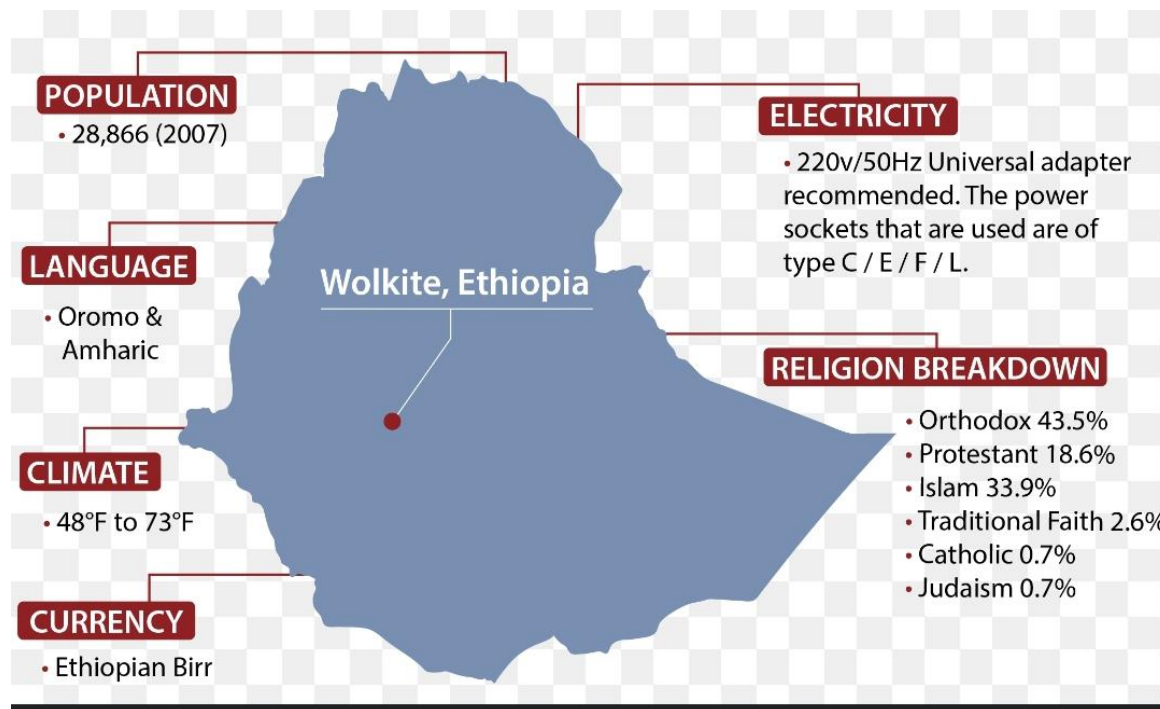 POPULATION
• 28,866 (2007)
LANGUAGE
• Oromo &
Amharic
CLIMATE
• 48°F to 73°F
CURRENCY
• Ethiopian Birr
Wolkite, Ethiopia
ELECTRICITY
• 220v/50Hz Universal adapter
recommended. The power
sockets that are used are of
type C / E / F / L.
RELIGION BREAKDOWN
• Orthodox 43.5%
• Protestant 18.6%
• Islam 33.9%
• Traditional Faith 2.6%
• Catholic 0.7%
• Judaism 0.7%